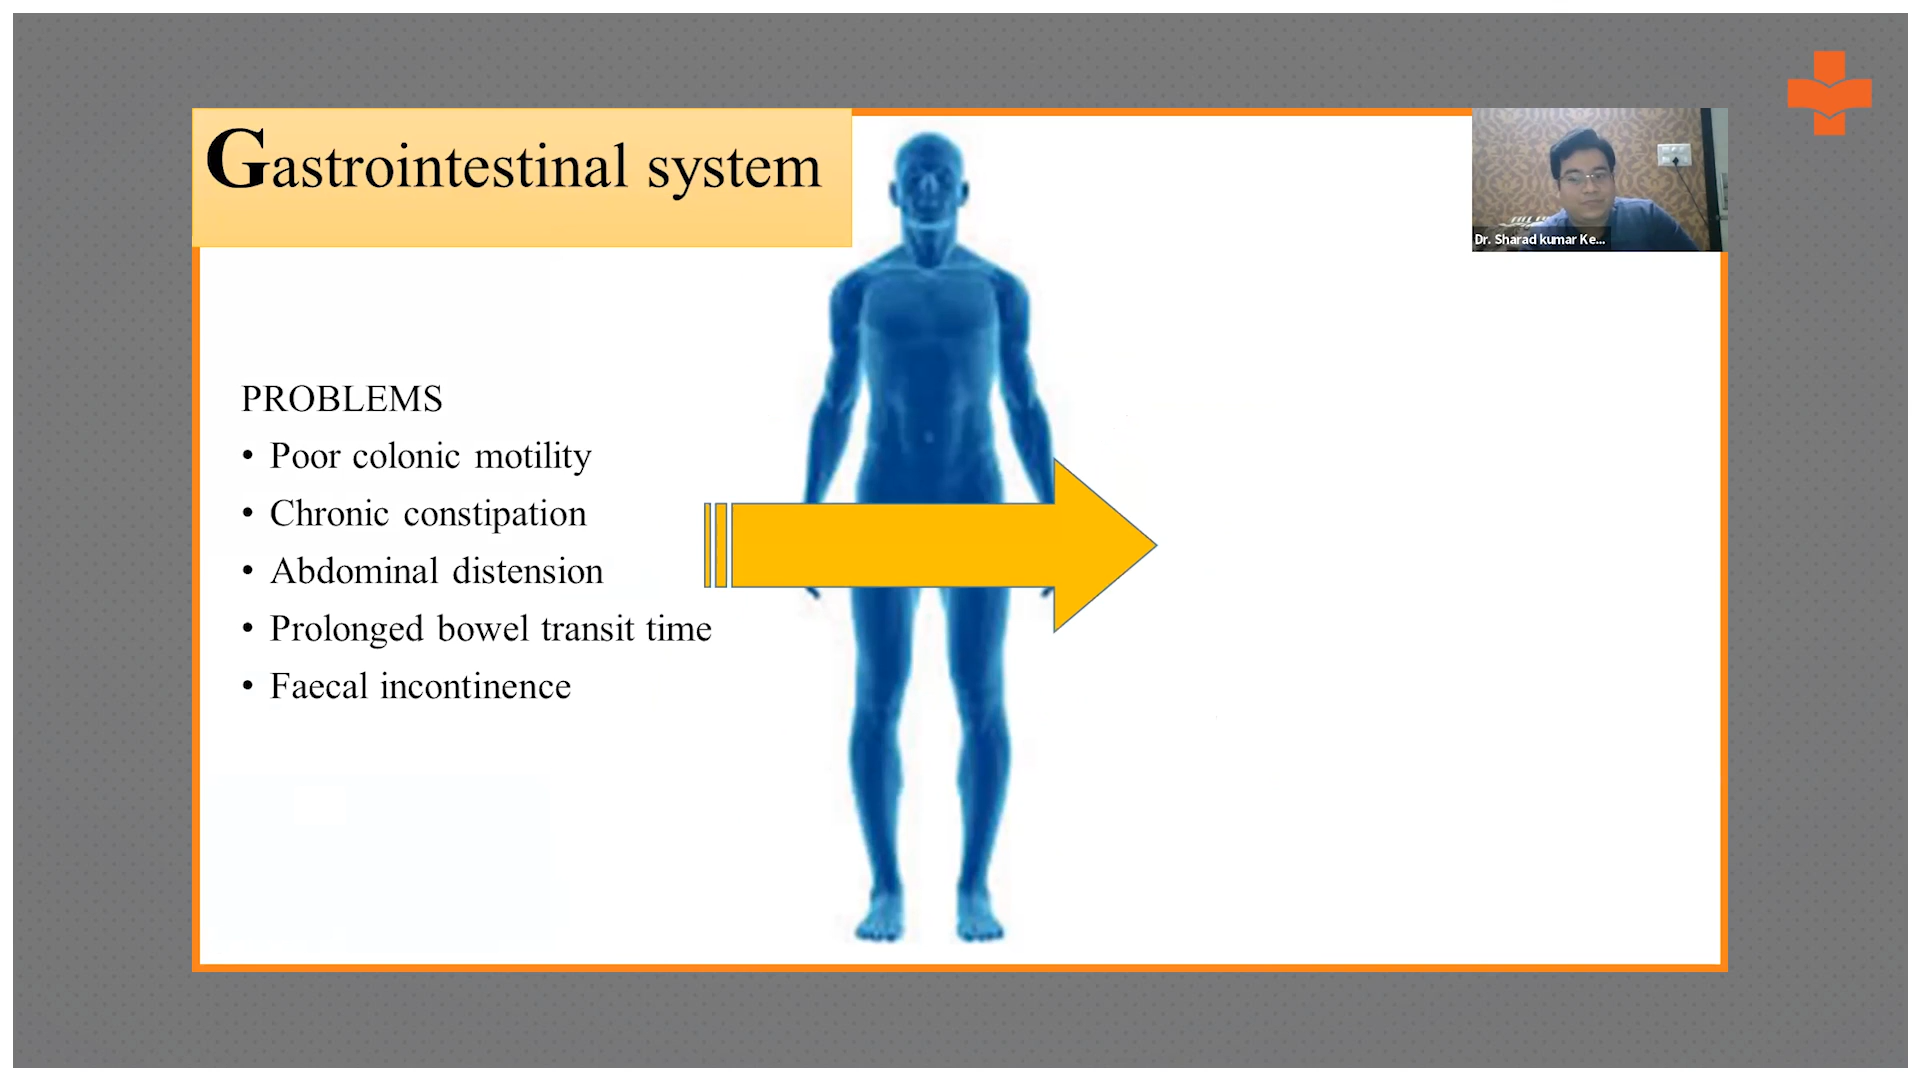 Gastrointestinal system
Dr. Sharad kumar Ke...
PROBLEMS
• Poor colonic motility
• Chronic constipation
• Abdominal distension
• Prolonged bowel transit time
• Faecal incontinence